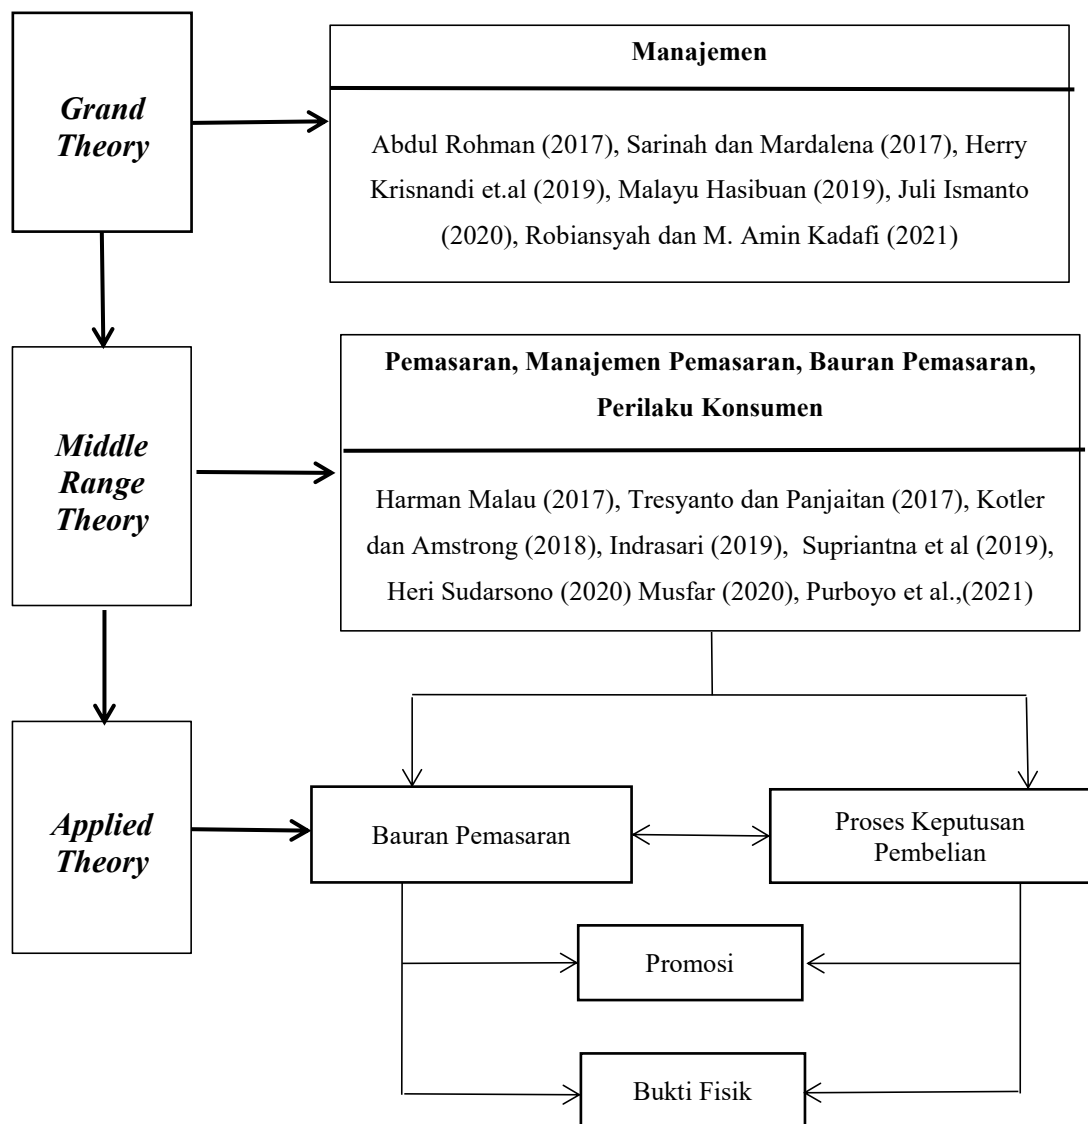 Grand
Theory
Manajemen
Abdul Rohman (2017), Sarinah dan Mardalena (2017), Herry
Krisnandi et.al (2019), Malayu Hasibuan (2019), Juli Ismanto
(2020), Robiansyah dan M. Amin Kadafi (2021)
Middle
Range
Theory
Pemasaran, Manajemen Pemasaran, Bauran Pemasaran,
Perilaku Konsumen
Harman Malau (2017), Tresyanto dan Panjaitan (2017), Kotler
dan Amstrong (2018), Indrasari (2019),  Supriantna et al (2019),
Heri Sudarsono (2020) Musfar (2020), Purboyo et al.,(2021)
Applied
Theory
Bauran Pemasaran
Proses Keputusan
Pembelian
Promosi
Bukti Fisik